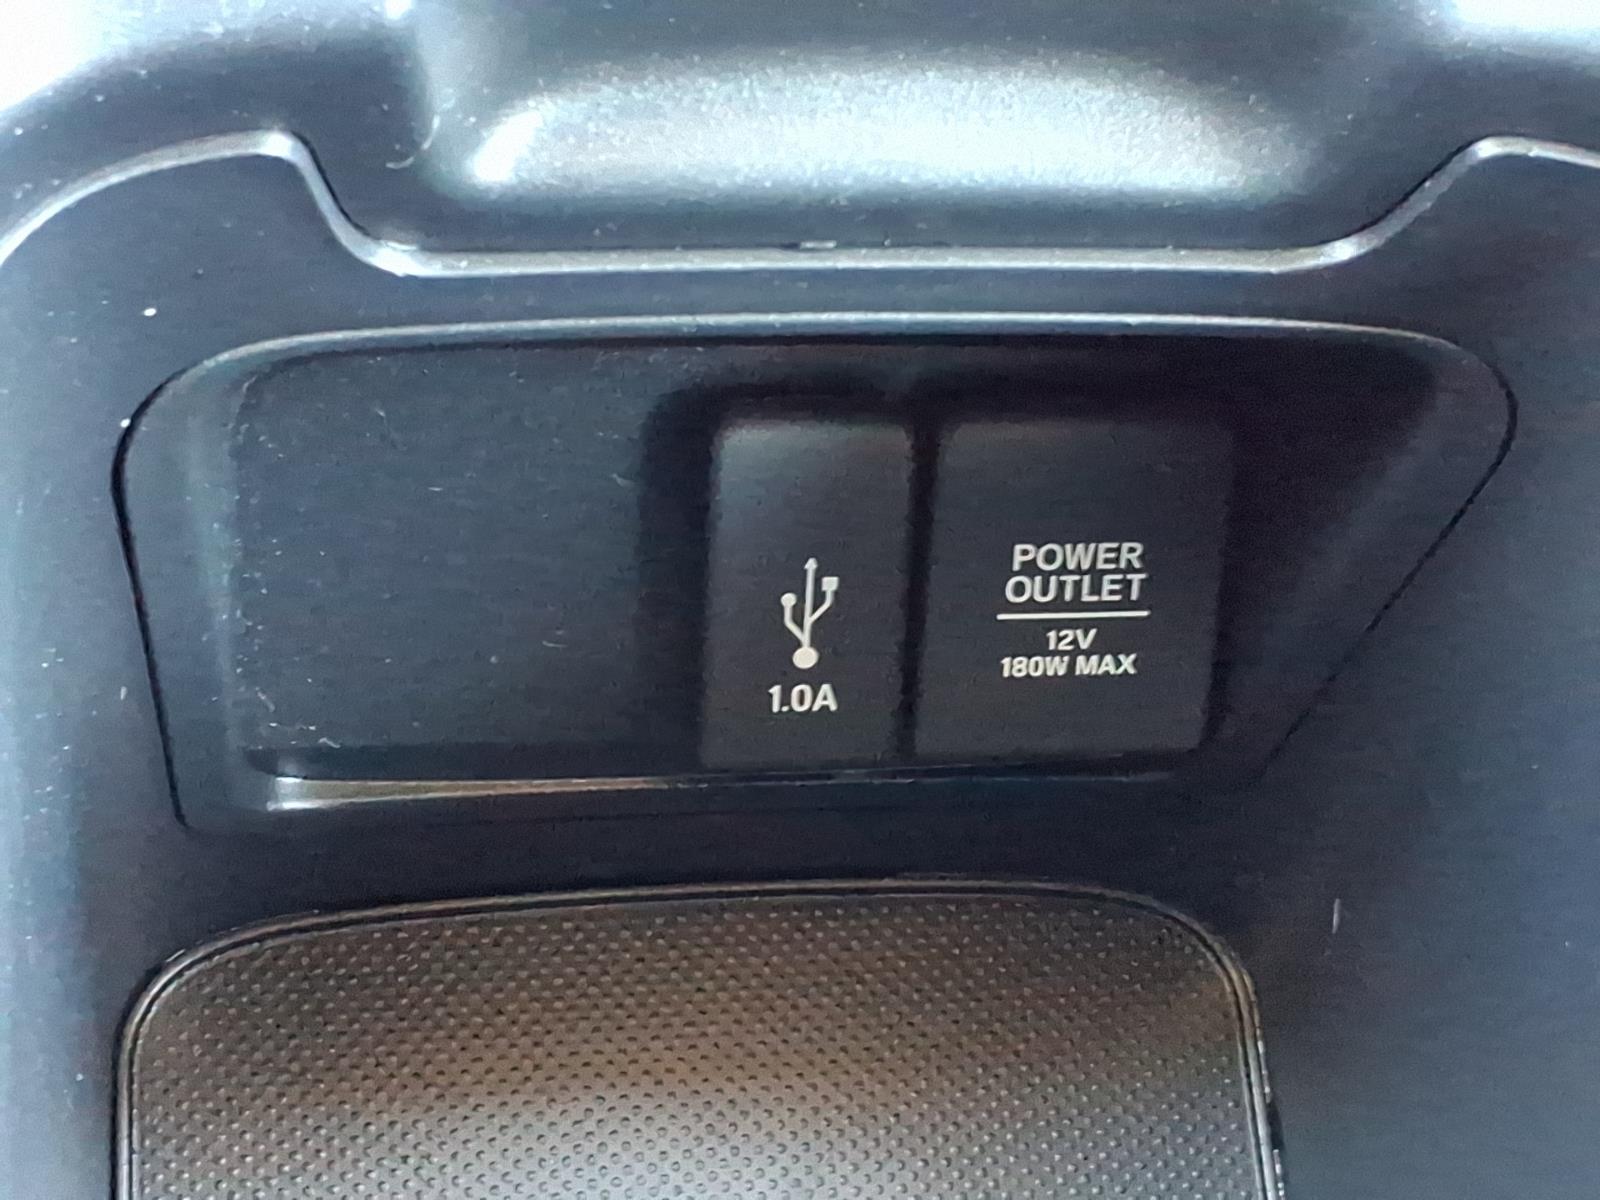 1.0A
POWER
OUTLET
12V
180W MAX